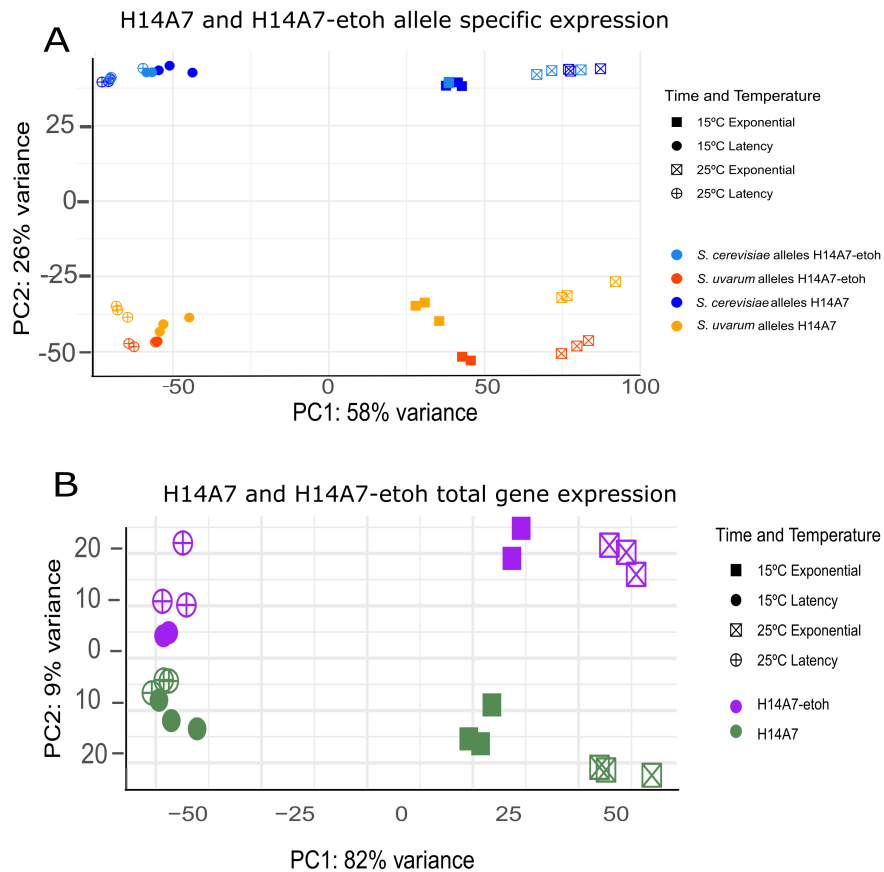 A
H14A7 and H14A7-etoh allele specific expression
PC2: 26% variance
25
0
-25
-50
-50
0
50
100
PC1: 58% variance
Time and Temperature
15ºC Exponential
15ºC Latency
25ºC Exponential
25ºC Latency
S. cerevisiae alleles H14A7-etoh
S. uvarum alleles H14A7-etoh
S. cerevisiae alleles H14A7
S. uvarum alleles H14A7
B
H14A7 and H14A7-etoh total gene expression
PC2: 9% variance
20
10
0
10
20
−50
−25
0
25
50
PC1: 82% variance
Time and Temperature
15ºC Exponential
15ºC Latency
25ºC Exponential
25ºC Latency
H14A7-etoh
H14A7